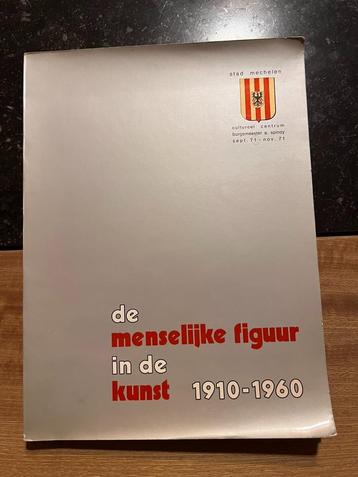 stad mechelen
cultureel centrum
burgemeester a. spinoy
sept. 71 - nov. 71
de
menselijke figuur
in de
kunst 1910-1960